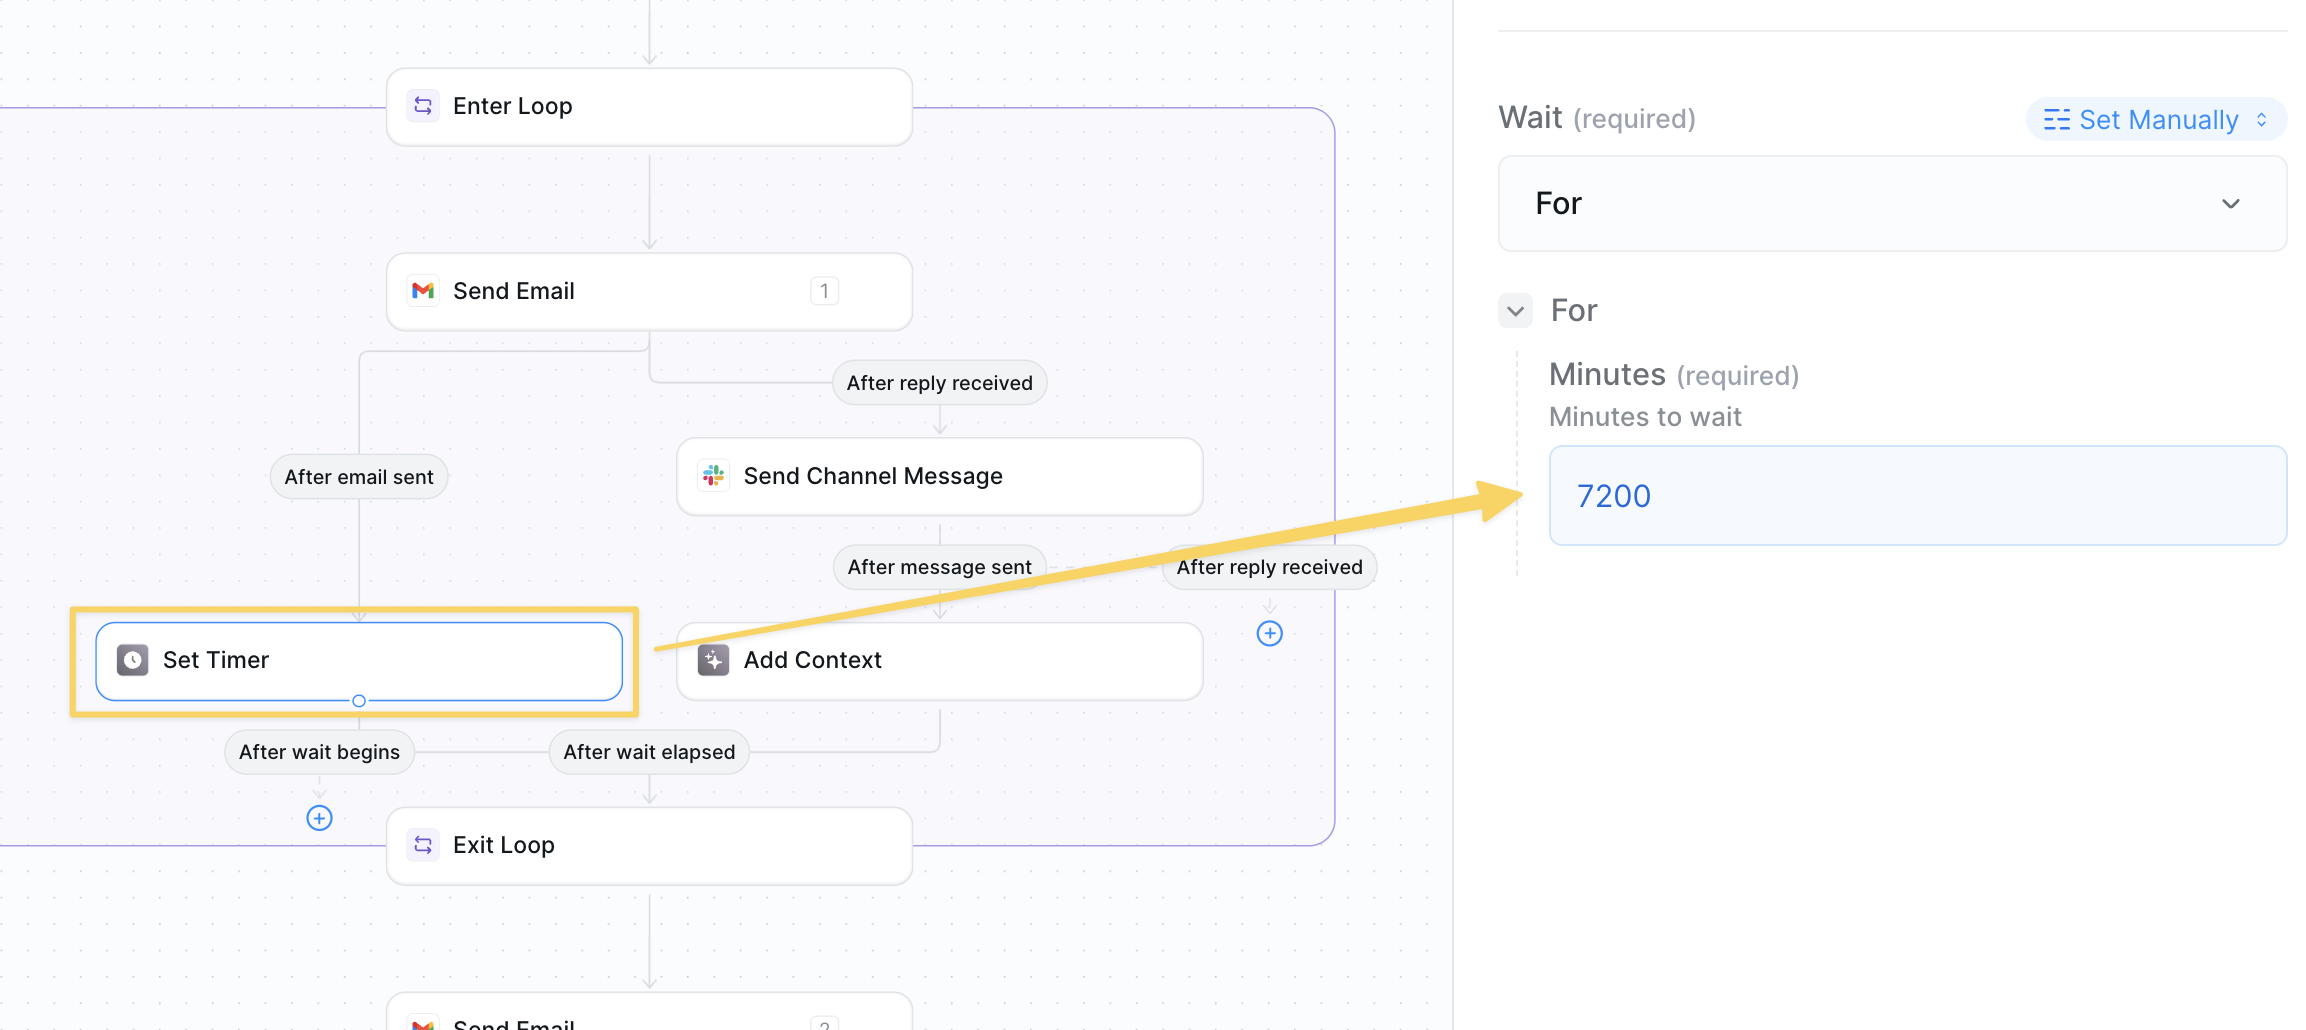 Enter Loop
Send Email
1
After reply received
After email sent
Send Channel Message
After message sent
After reply received
Set Timer
Add Context
After wait begins
After wait elapsed
Exit Loop
Send Email
2
Wait (required)
Set Manually
For
For
Minutes (required)
Minutes to wait
7200